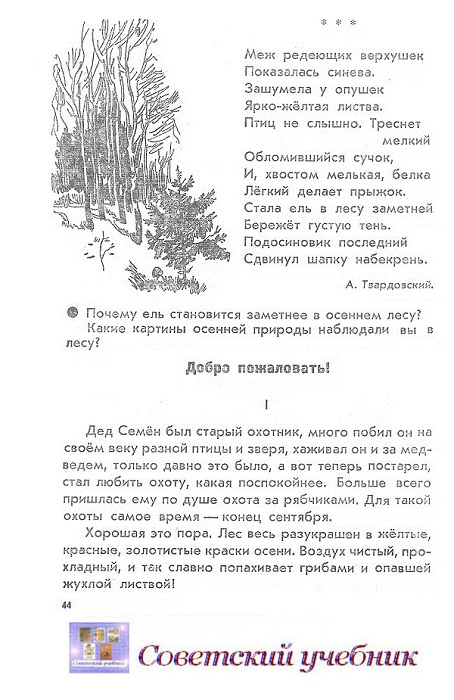 * * *
Меж редеющих верхушек
Показалась синева.
Зашумела у опушек
Ярко-жёлтая листва.
Птиц не слышно. Треснет
мелкий
Обломившийся сучок,
И, хвостом мелькая, белка
Лёгкий делает прыжок.
Стала ель в лесу заметней
Бережёт густую тень.
Подосиновик последний
Сдвинул шапку набекрень.
А. Твардовский.
Почему ель становится заметнее в осеннем лесу?
Какие картины осенней природы наблюдали вы в
лесу?
Добро пожаловать!
I
Дед Семён был старый охотник, много побил он на
своём веку разной птицы и зверя, хаживал он и за мед-
ведем, только давно это было, а вот теперь постарел,
стал любить охоту, какая поспокойнее. Больше всего
пришлась ему по душе охота за рябчиками. Для такой
охоты самое время — конец сентября.
Хорошая это пора. Лес весь разукрашен в жёлтые,
красные, золотистые краски осени. Воздух чистый, про-
хладный, и так славно попахивает грибами и опавшей
жухлой листвой!
44
Советский учебник